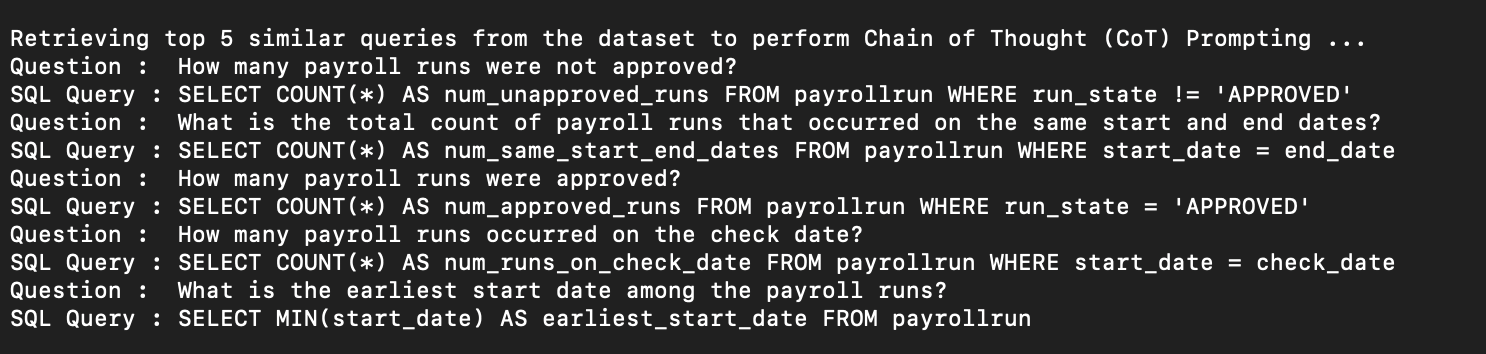 Retrieving top 5 similar queries from the dataset to perform Chain of Thought (CoT) Prompting ...
Question :  How many payroll runs were not approved?
SQL Query : SELECT COUNT(*) AS num_unapproved_runs FROM payrollrun WHERE run_state != 'APPROVED'
Question :  What is the total count of payroll runs that occurred on the same start and end dates?
SQL Query : SELECT COUNT(*) AS num_same_start_end_dates FROM payrollrun WHERE start_date = end_date
Question :  How many payroll runs were approved?
SQL Query : SELECT COUNT(*) AS num_approved_runs FROM payrollrun WHERE run_state = 'APPROVED'
Question :  How many payroll runs occurred on the check date?
SQL Query : SELECT COUNT(*) AS num_runs_on_check_date FROM payrollrun WHERE start_date = check_date
Question :  What is the earliest start date among the payroll runs?
SQL Query : SELECT MIN(start_date) AS earliest_start_date FROM payrollrun